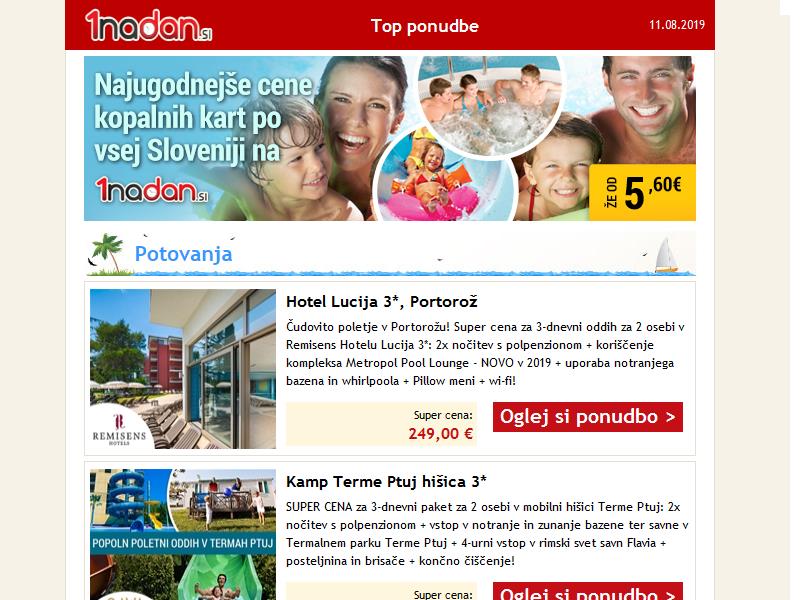 1nadan.si
Top ponudbe
11.08.2019
Najugodnejše cene
kopalnih kart po
vsej Sloveniji na
1nadan.si
ŽE OD 5,60€
Potovanja
Hotel Lucija 3*, Portorož
Čudovito poletje v Portorožu! Super cena za 3-dnevni oddih za 2 osebi v
Remisens Hotelu Lucija 3*: 2x nočitev s polpenzionom + koriščenje
kompleksa Metropol Pool Lounge - NOVO v 2019 + uporaba notranjega
bazena in whirlpoola + Pillow meni + wi-fi!
REMISENS
HOTELS
Super cena:
249,00 €
Oglej si ponudbo >
Kamp Terme Ptuj hišica 3*
SUPER CENA za 3-dnevni paket za 2 osebi v mobilni hišici Terme Ptuj: 2x
nočitev s polpenzionom + vstop v notranje in zunanje bazene ter savne v
Termalnem parku Terme Ptuj + 4-urni vstop v rimski svet savn Flavia +
posteljnina in brisače + končno čiščenje!
POPOLN POLETNI ODDIH V TERMAH PTUJ
Super cena:
Oglej si ponudbo >